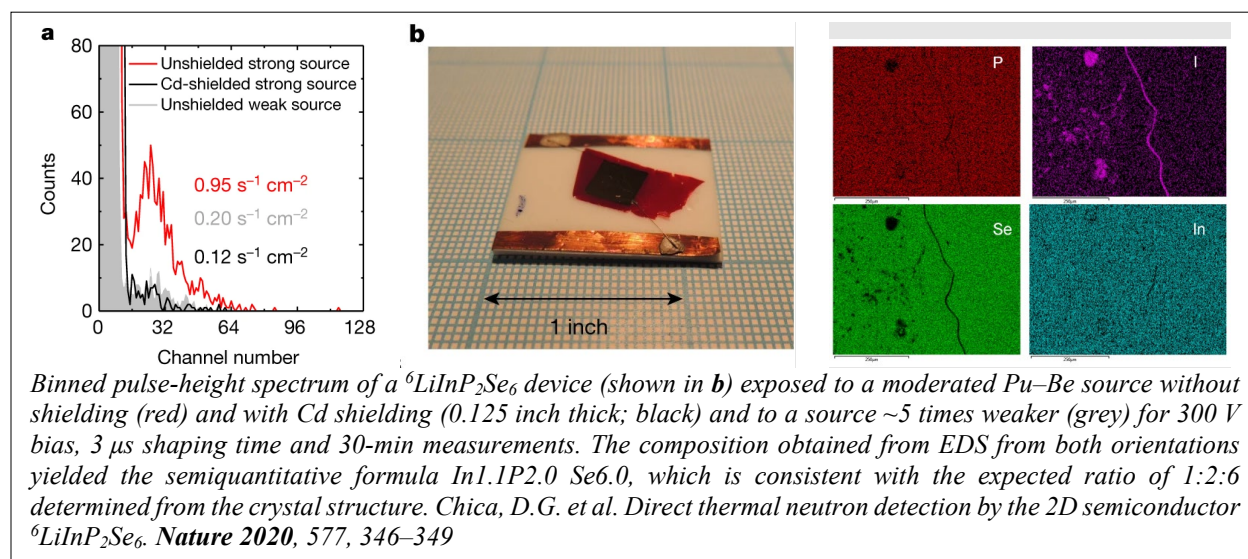 a
80
60
40
20
0
Counts
Unshielded strong source
Cd-shielded strong source
Unshielded weak source
0.95 s⁻¹ cm⁻²
0.20 s⁻¹ cm⁻²
0.12 s⁻¹ cm⁻²
0 32 64 96 128
Channel number
b
1 inch
P
250µm
I
250µm
Se
250µm
In
250µm
Binned pulse-height spectrum of a ⁶LiInP₂Se₆ device (shown in b) exposed to a moderated Pu–Be source without
shielding (red) and with Cd shielding (0.125 inch thick; black) and to a source ~5 times weaker (grey) for 300 V
bias, 3 µs shaping time and 30-min measurements. The composition obtained from EDS from both orientations
yielded the semiquantitative formula In1.1P2.0 Se6.0, which is consistent with the expected ratio of 1:2:6
determined from the crystal structure. Chica, D.G. et al. Direct thermal neutron detection by the 2D semiconductor
⁶LiInP₂Se₆. Nature 2020, 577, 346–349